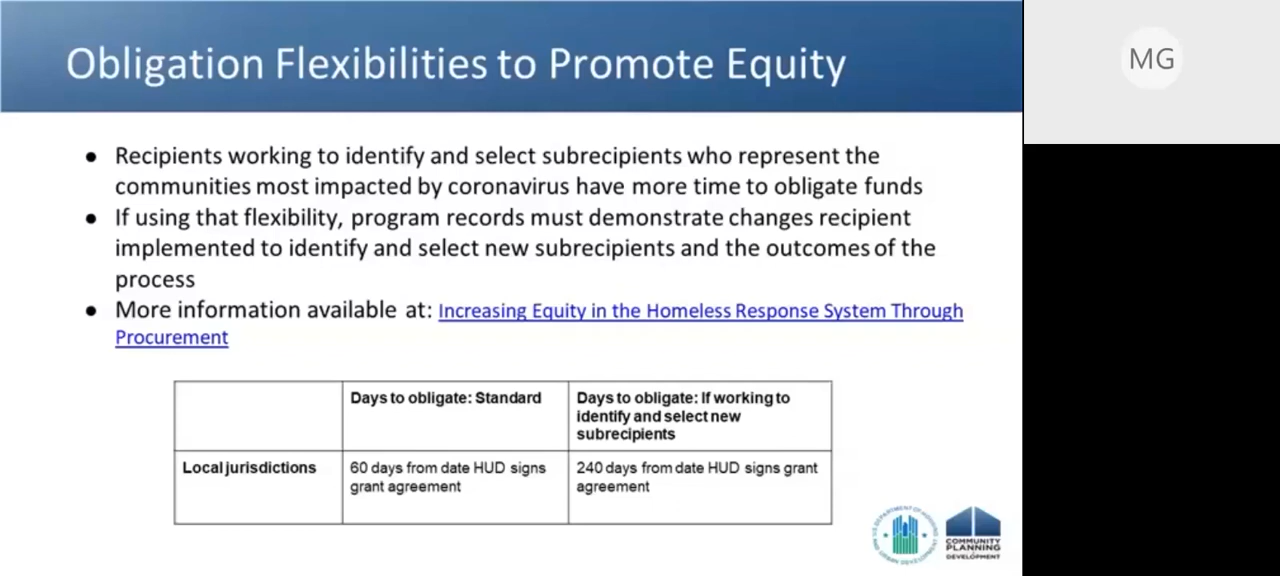 Obligation Flexibilities to Promote Equity
MG
● Recipients working to identify and select subrecipients who represent the
communities most impacted by coronavirus have more time to obligate funds
● If using that flexibility, program records must demonstrate changes recipient
implemented to identify and select new subrecipients and the outcomes of the
process
● More information available at: Increasing Equity in the Homeless Response System Through
Procurement
Days to obligate: Standard
Days to obligate: If working to
identify and select new
subrecipients
Local jurisdictions
60 days from date HUD signs
grant agreement
240 days from date HUD signs grant
agreement
COMMUNITY
PLANNING
DEVELOPMENT